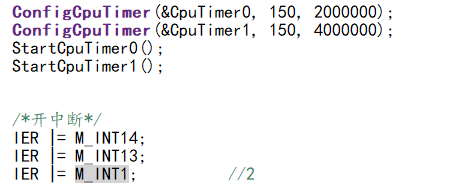 ConfigCpuTimer(&CpuTimer0, 150, 2000000);
ConfigCpuTimer(&CpuTimer1, 150, 4000000);
StartCpuTimer0();
StartCpuTimer1();
/*开中断*/
IER |= M_INT14;
IER |= M_INT13;
IER |= M_INT1; //2